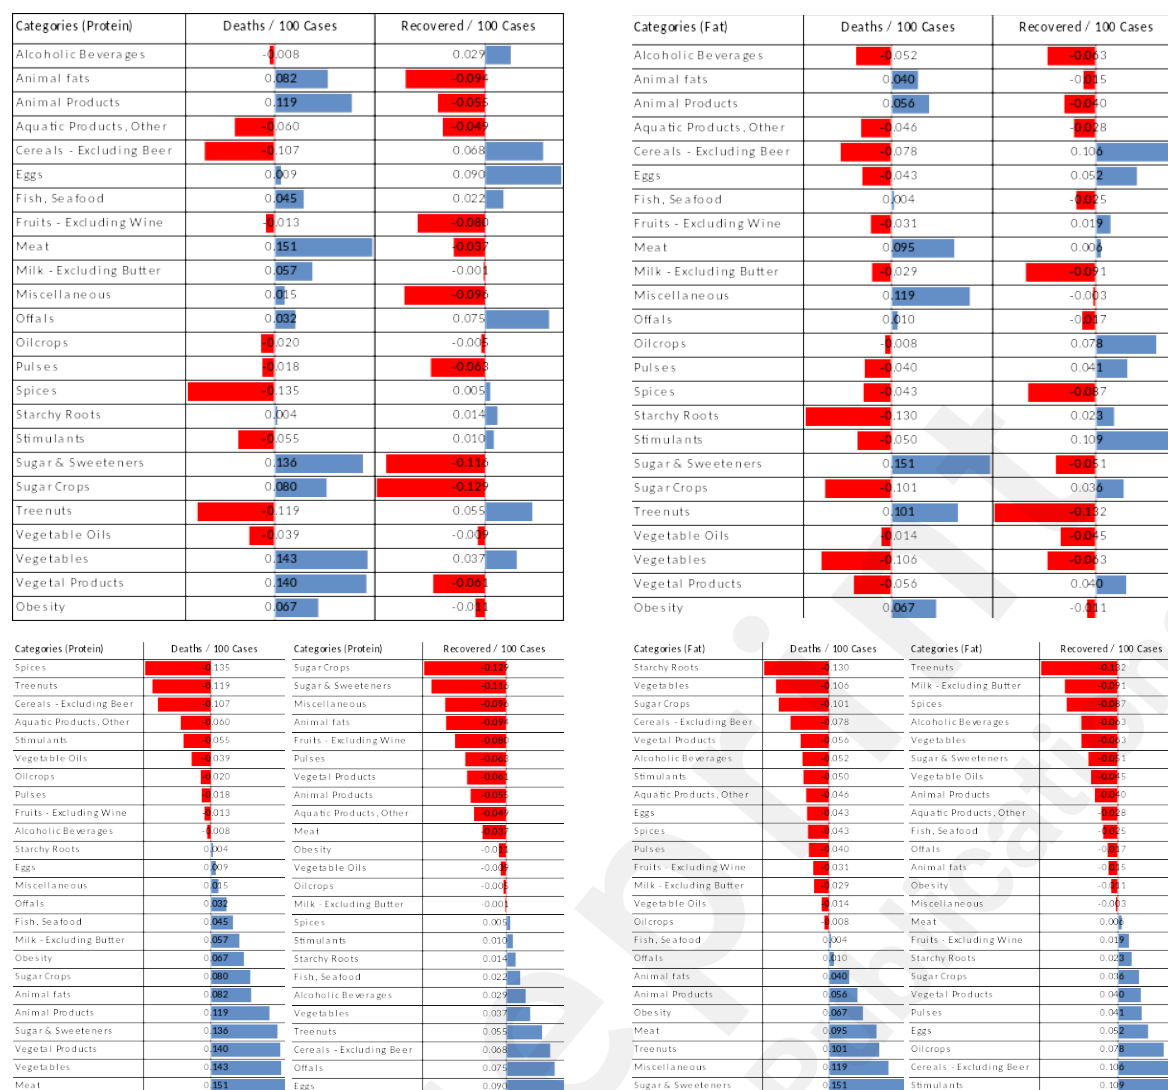 Categories (Protein) Deaths / 100 Cases Recovered / 100 Cases
Alcoholic Beverages -0.008 0.029
Animal fats 0.082 -0.094
Animal Products 0.119 -0.055
Aquatic Products, Other -0.060 -0.049
Cereals - Excluding Beer -0.107 0.068
Eggs 0.009 0.090
Fish, Seafood 0.045 0.022
Fruits - Excluding Wine -0.013 -0.080
Meat 0.151 -0.037
Milk - Excluding Butter 0.057 -0.001
Miscellaneous 0.015 -0.096
Offals 0.032 0.075
Oilcrops -0.020 -0.005
Pulses -0.018 -0.063
Spices -0.135 0.005
Starchy Roots 0.004 0.014
Stimulants -0.055 0.010
Sugar & Sweeteners 0.136 -0.116
Sugar Crops 0.080 -0.129
Treenuts -0.119 0.055
Vegetable Oils -0.039 -0.009
Vegetables 0.143 0.037
Vegetal Products 0.140 -0.061
Obesity 0.067 -0.011
Categories (Fat) Deaths / 100 Cases Recovered / 100 Cases
Alcoholic Beverages -0.052 -0.063
Animal fats 0.040 -0.015
Animal Products 0.056 -0.040
Aquatic Products, Other -0.046 -0.028
Cereals - Excluding Beer -0.078 0.106
Eggs -0.043 0.052
Fish, Seafood 0.004 -0.025
Fruits - Excluding Wine -0.031 0.019
Meat 0.095 0.006
Milk - Excluding Butter -0.029 -0.091
Miscellaneous 0.119 -0.003
Offals 0.010 -0.017
Oilcrops -0.008 0.078
Pulses -0.040 0.041
Spices -0.043 -0.087
Starchy Roots -0.130 0.023
Stimulants -0.050 0.109
Sugar & Sweeteners 0.151 -0.051
Sugar Crops -0.101 0.036
Treenuts 0.101 -0.132
Vegetable Oils -0.014 -0.045
Vegetables -0.106 -0.063
Vegetal Products -0.056 0.040
Obesity 0.067 -0.011
Categories (Protein) Deaths / 100 Cases Categories (Protein) Recovered / 100 Cases
Spices -0.135 Sugar Crops -0.129
Treenuts -0.119 Sugar & Sweeteners -0.116
Cereals - Excluding Beer -0.107 Miscellaneous -0.096
Aquatic Products, Other -0.060 Animal fats -0.094
Stimulants -0.055 Fruits - Excluding Wine -0.080
Vegetable Oils -0.039 Pulses -0.063
Oilcrops -0.020 Vegetal Products -0.061
Pulses -0.018 Animal Products -0.055
Fruits - Excluding Wine -0.013 Aquatic Products, Other -0.049
Alcoholic Beverages -0.008 Meat -0.037
Starchy Roots 0.004 Obesity -0.011
Eggs 0.009 Vegetable Oils -0.009
Miscellaneous 0.015 Oilcrops -0.005
Offals 0.032 Milk - Excluding Butter -0.001
Fish, Seafood 0.045 Spices 0.005
Milk - Excluding Butter 0.057 Stimulants 0.010
Obesity 0.067 Starchy Roots 0.014
Sugar Crops 0.080 Fish, Seafood 0.022
Animal fats 0.082 Alcoholic Beverages 0.029
Animal Products 0.119 Vegetables 0.037
Sugar & Sweeteners 0.136 Treenuts 0.055
Vegetal Products 0.140 Cereals - Excluding Beer 0.068
Vegetables 0.143 Offals 0.075
Meat 0.151 Eggs 0.090
Categories (Fat) Deaths / 100 Cases Categories (Fat) Recovered / 100 Cases
Starchy Roots -0.130 Treenuts -0.132
Vegetables -0.106 Milk - Excluding Butter -0.091
Sugar Crops -0.101 Spices -0.087
Cereals - Excluding Beer -0.078 Alcoholic Beverages -0.063
Vegetal Products -0.056 Vegetables -0.063
Alcoholic Beverages -0.052 Sugar & Sweeteners -0.051
Stimulants -0.050 Vegetable Oils -0.045
Aquatic Products, Other -0.046 Animal Products -0.040
Eggs -0.043 Aquatic Products, Other -0.028
Spices -0.043 Fish, Seafood -0.025
Pulses -0.040 Offals -0.017
Fruits - Excluding Wine -0.031 Animal fats -0.015
Milk - Excluding Butter -0.029 Obesity -0.011
Vegetable Oils -0.014 Miscellaneous -0.003
Oilcrops -0.008 Meat 0.006
Fish, Seafood 0.004 Fruits - Excluding Wine 0.019
Offals 0.010 Starchy Roots 0.023
Animal fats 0.040 Sugar Crops 0.036
Animal Products 0.056 Vegetal Products 0.040
Obesity 0.067 Pulses 0.041
Meat 0.095 Eggs 0.052
Treenuts 0.101 Oilcrops 0.078
Miscellaneous 0.119 Cereals - Excluding Beer 0.106
Sugar & Sweeteners 0.151 Stimulants 0.109